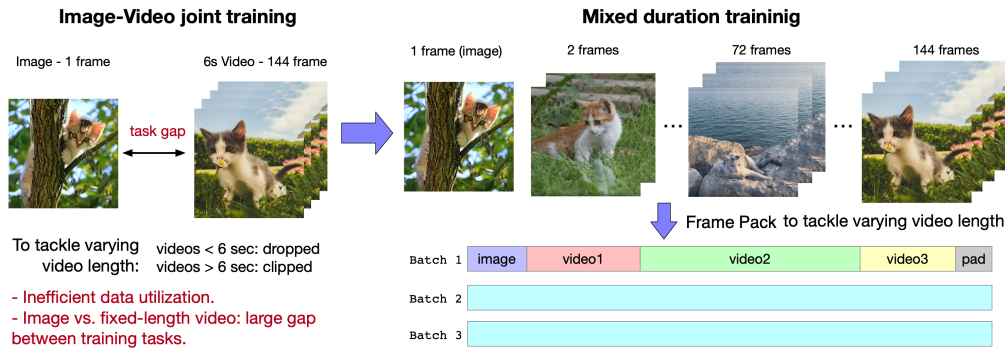 Image-Video joint training
Image - 1 frame
6s Video - 144 frame
task gap
To tackle varying video length:
videos < 6 sec: dropped
videos > 6 sec: clipped
- Inefficient data utilization.
- Image vs. fixed-length video: large gap
between training tasks.
Mixed duration traininig
1 frame (image)
2 frames
72 frames
144 frames
...
...
Frame Pack to tackle varying video length
Batch 1
image
video1
video2
video3
pad
Batch 2
Batch 3